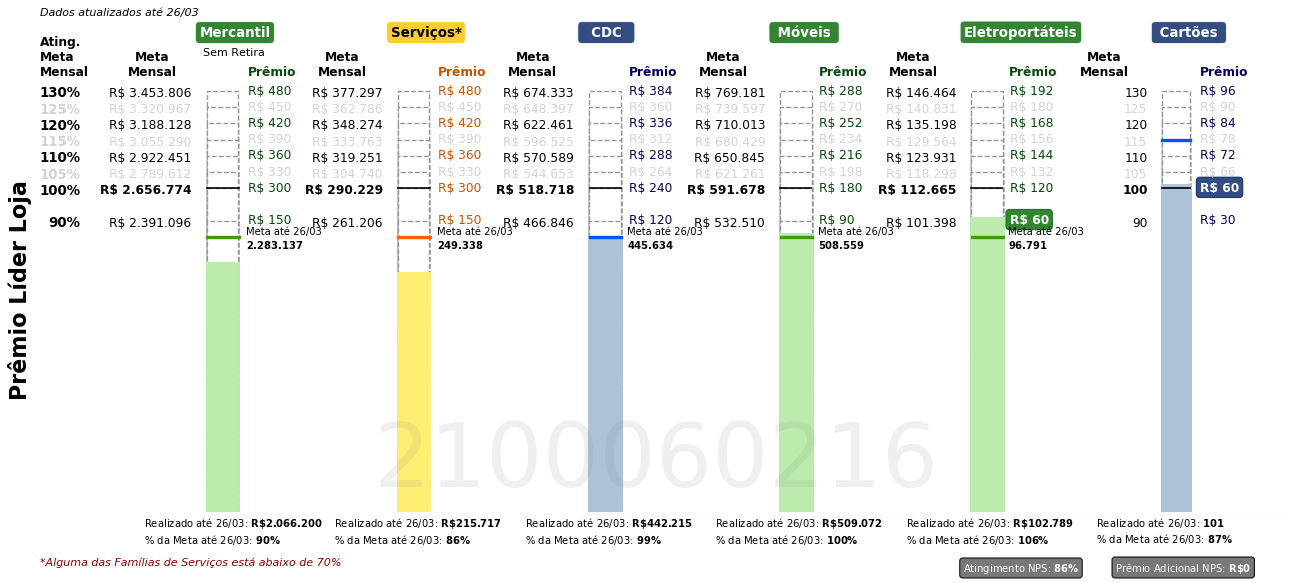 Dados atualizados até 26/03
Mercantil Serviços* CDC Móveis Eletroportáteis Cartões
Sem Retira
Ating. Meta Mensal Meta Mensal Prêmio Meta Mensal Prêmio Meta Mensal Prêmio Meta Mensal Prêmio Meta Mensal Prêmio Meta Mensal Prêmio
130% R$ 3.453.806 R$ 480 R$ 377.297 R$ 480 R$ 674.333 R$ 384 R$ 769.181 R$ 288 R$ 146.464 R$ 192 130 R$ 96
125% R$ 3.320.967 R$ 450 R$ 362.786 R$ 450 R$ 648.397 R$ 360 R$ 739.597 R$ 270 R$ 140.831 R$ 180 125 R$ 90
120% R$ 3.188.128 R$ 420 R$ 348.274 R$ 420 R$ 622.461 R$ 336 R$ 710.013 R$ 252 R$ 135.198 R$ 168 120 R$ 84
115% R$ 3.055.290 R$ 390 R$ 333.763 R$ 390 R$ 596.525 R$ 312 R$ 680.429 R$ 234 R$ 129.564 R$ 156 115 R$ 78
110% R$ 2.922.451 R$ 360 R$ 319.251 R$ 360 R$ 570.589 R$ 288 R$ 650.845 R$ 216 R$ 123.931 R$ 144 110 R$ 72
105% R$ 2.789.612 R$ 330 R$ 304.740 R$ 330 R$ 544.653 R$ 264 R$ 621.261 R$ 198 R$ 118.298 R$ 132 105 R$ 66
100% R$ 2.656.774 R$ 300 R$ 290.229 R$ 300 R$ 518.718 R$ 240 R$ 591.678 R$ 180 R$ 112.665 R$ 120 100 R$ 60
90% R$ 2.391.096 R$ 150 R$ 261.206 R$ 150 R$ 466.846 R$ 120 R$ 532.510 R$ 90 R$ 101.398 R$ 60 90 R$ 30
Meta até 26/03 Meta até 26/03 Meta até 26/03 Meta até 26/03 Meta até 26/03
2.283.137 249.338 445.634 508.559 96.791
Prêmio Líder Loja
2100060216
Realizado até 26/03: R$2.066.200 Realizado até 26/03: R$215.717 Realizado até 26/03: R$442.215 Realizado até 26/03: R$509.072 Realizado até 26/03: R$102.789 Realizado até 26/03: 101
% da Meta até 26/03: 90% % da Meta até 26/03: 86% % da Meta até 26/03: 99% % da Meta até 26/03: 100% % da Meta até 26/03: 106% % da Meta até 26/03: 87%
*Alguma das Famílias de Serviços está abaixo de 70%
Atingimento NPS: 86% Prêmio Adicional NPS: R$0